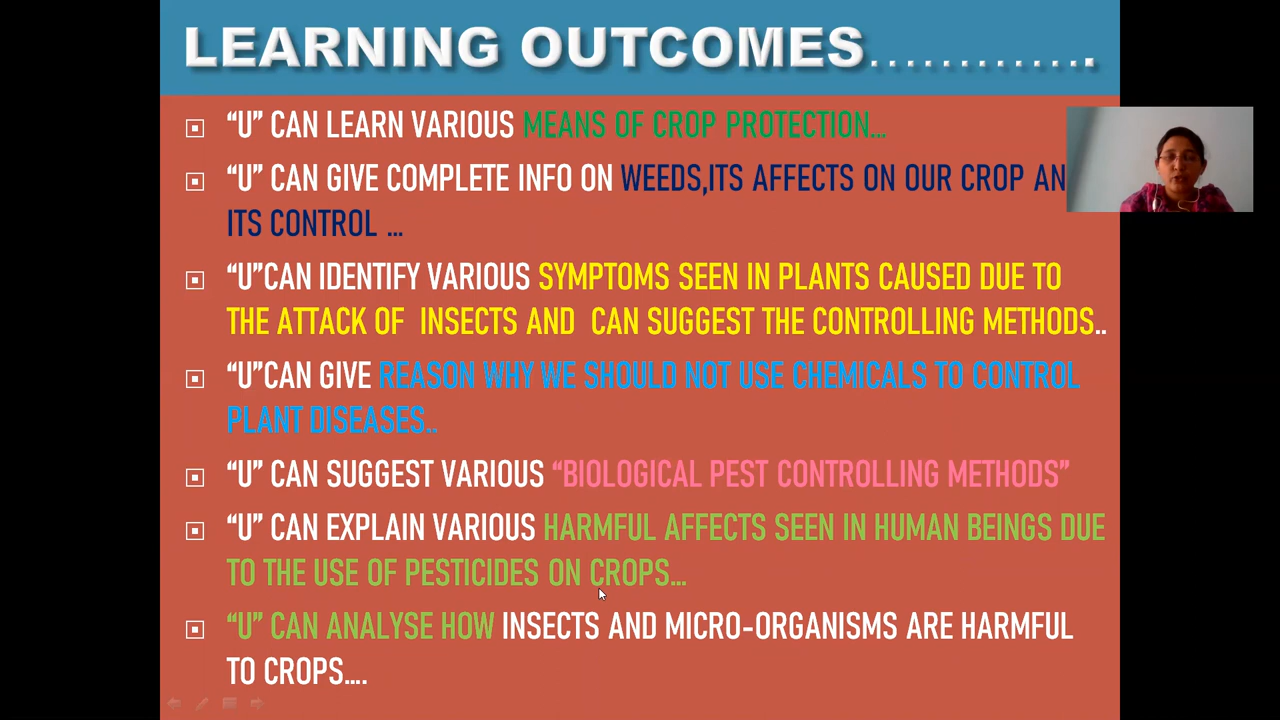 LEARNING OUTCOMES………….
“U” CAN LEARN VARIOUS MEANS OF CROP PROTECTION…
“U” CAN GIVE COMPLETE INFO ON WEEDS,ITS AFFECTS ON OUR CROP AN
ITS CONTROL …
“U”CAN IDENTIFY VARIOUS SYMPTOMS SEEN IN PLANTS CAUSED DUE TO
THE ATTACK OF INSECTS AND CAN SUGGEST THE CONTROLLING METHODS..
“U”CAN GIVE REASON WHY WE SHOULD NOT USE CHEMICALS TO CONTROL
PLANT DISEASES..
“U” CAN SUGGEST VARIOUS “BIOLOGICAL PEST CONTROLLING METHODS”
“U” CAN EXPLAIN VARIOUS HARMFUL AFFECTS SEEN IN HUMAN BEINGS DUE
TO THE USE OF PESTICIDES ON CROPS…
“U” CAN ANALYSE HOW INSECTS AND MICRO-ORGANISMS ARE HARMFUL
TO CROPS….